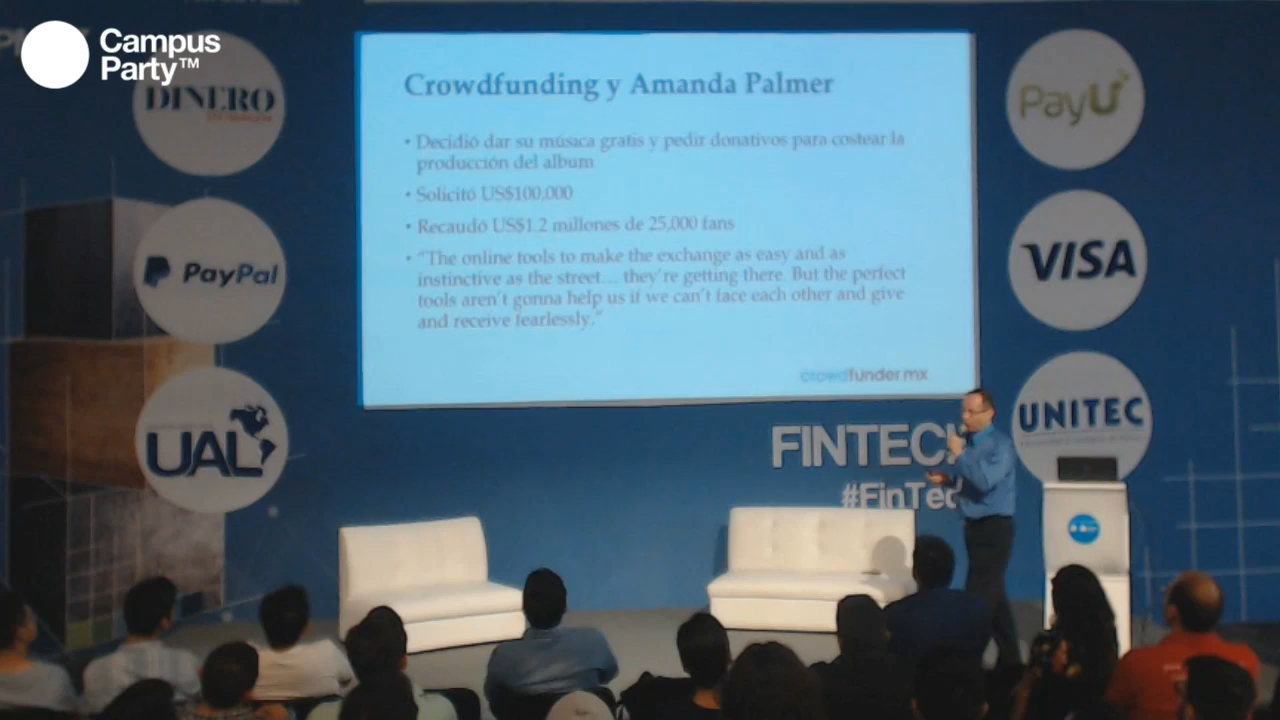 Campus
Party™
DINERO
PayPal
UAL
Crowdfunding y Amanda Palmer
• Decidió dar su música gratis y pedir donativos para costear la
producción del album
• Solicitó US$100,000
• Recaudó US$1.2 millones de 25,000 fans
• "The online tools to make the exchange as easy and as
instinctive as the street… they're getting there. But the perfect
tools aren't gonna help us if we can't face each other and give
and receive fearlessly."
crowdfunder.mx
PayU
VISA
UNITEC
FINTECH
#FinTec